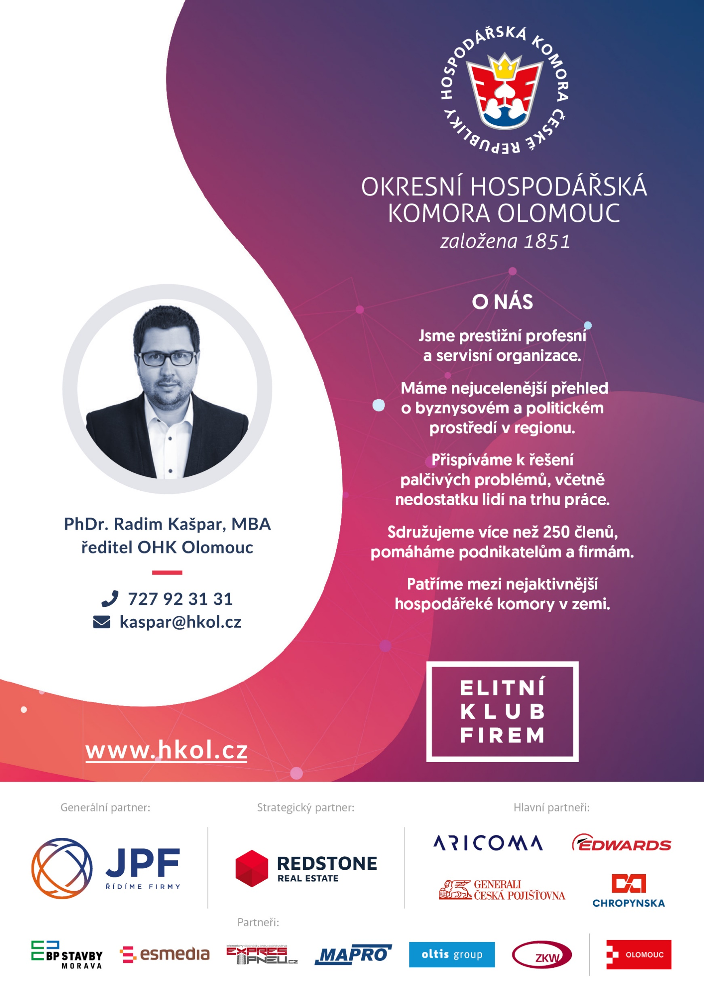 HOSPODÁŘSKÁ KOMORA ČESKÉ REPUBLIKY
OKRESNÍ HOSPODÁŘSKÁ
KOMORA OLOMOUC
založena 1851
O NÁS
Jsme prestižní profesní
a servisní organizace.
Máme nejucelenější přehled
o byznysovém a politickém
prostředí v regionu.
Přispíváme k řešení
palčivých problémů, včetně
nedostatku lidí na trhu práce.
Sdružujeme více než 250 členů,
pomáháme podnikatelům a firmám.
Patříme mezi nejaktivnější
hospodářeké komory v zemi.
ELITNÍ
KLUB
FIREM
PhDr. Radim Kašpar, MBA
ředitel OHK Olomouc
727 92 31 31
kaspar@hkol.cz
www.hkol.cz
Generální partner:
JPF
ŘÍDÍME FIRMY
Strategický partner:
REDSTONE
REAL ESTATE
Hlavní partneři:
ARICOMA
EDWARDS
GENERALI
ČESKÁ POJIŠŤOVNA
CHROPYNSKA
Partneři:
BP STAVBY
MORAVA
esmedia
internetový obchod s pneu a pneuservis
EXPRES
PNEU.cz
MAPRO
oltis group
ZKW
OLOMOUC